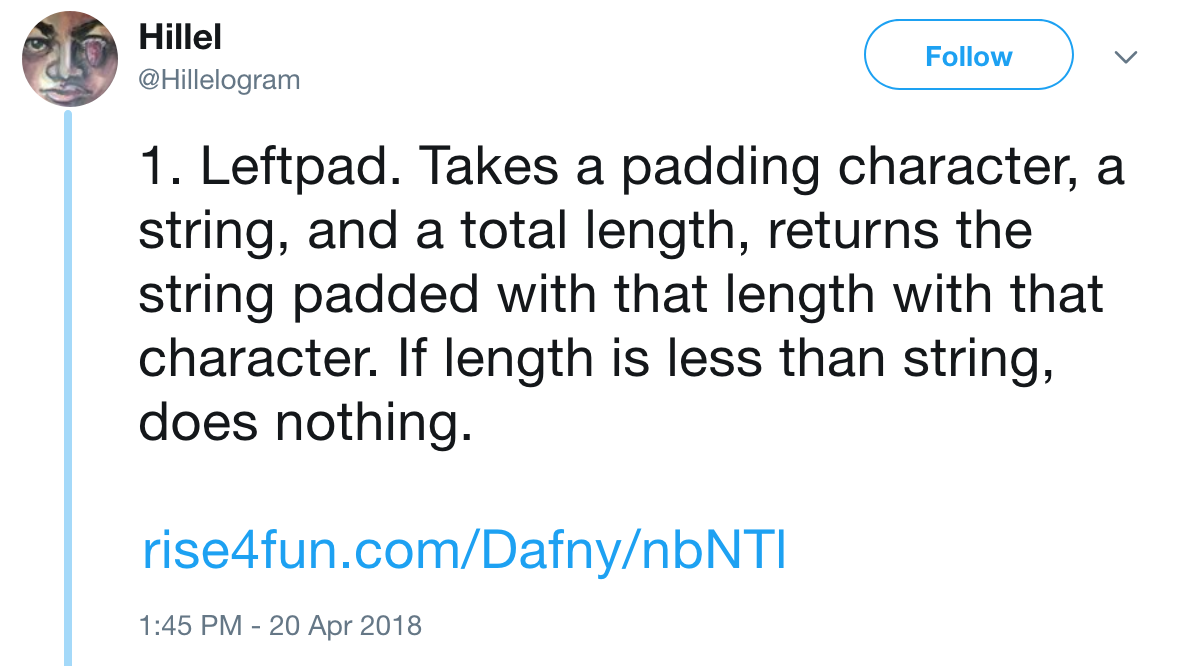 Hillel
@Hillelogram
Follow
1. Leftpad. Takes a padding character, a
string, and a total length, returns the
string padded with that length with that
character. If length is less than string,
does nothing.
rise4fun.com/Dafny/nbNTl
1:45 PM - 20 Apr 2018